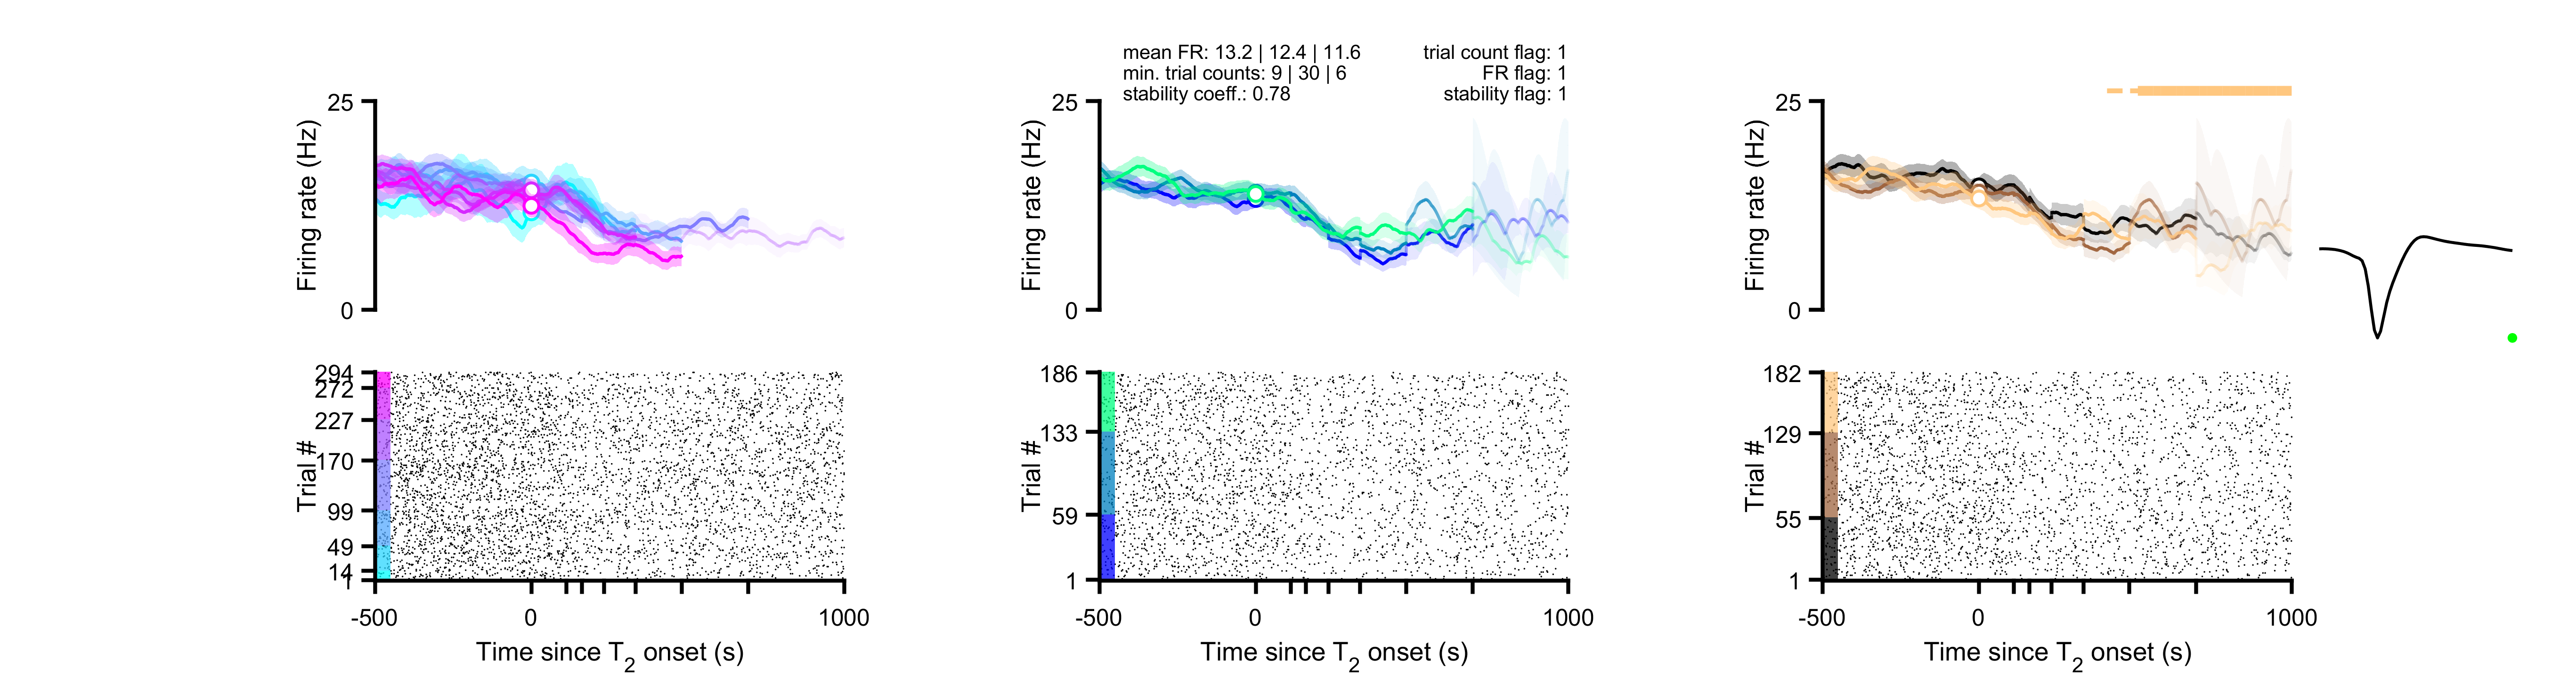 mean FR: 13.2 | 12.4 | 11.6
min. trial counts: 9 | 30 | 6
stability coeff.: 0.78
trial count flag: 1
FR flag: 1
stability flag: 1
25
Firing rate (Hz)
0
25
Firing rate (Hz)
0
25
Firing rate (Hz)
0
294
272
227
170
99
49
14
1
Trial #
-500
0
1000
Time since T2 onset (s)
186
133
59
1
Trial #
-500
0
1000
Time since T2 onset (s)
182
129
55
1
Trial #
-500
0
1000
Time since T2 onset (s)